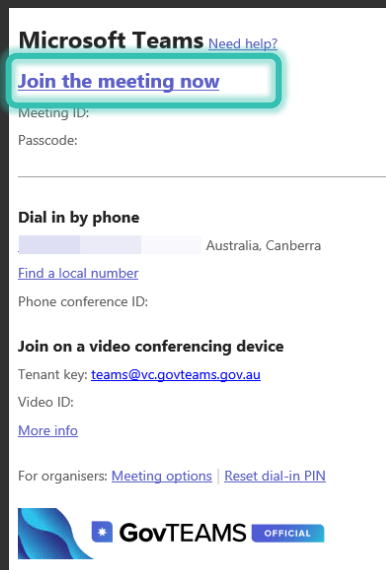 Microsoft Teams Need help?
Join the meeting now
Meeting ID:
Passcode:
Dial in by phone
Australia, Canberra
Find a local number
Phone conference ID:
Join on a video conferencing device
Tenant key: teams@vc.govteams.gov.au
Video ID:
More info
For organisers: Meeting options | Reset dial-in PIN
GovTEAMS OFFICIAL